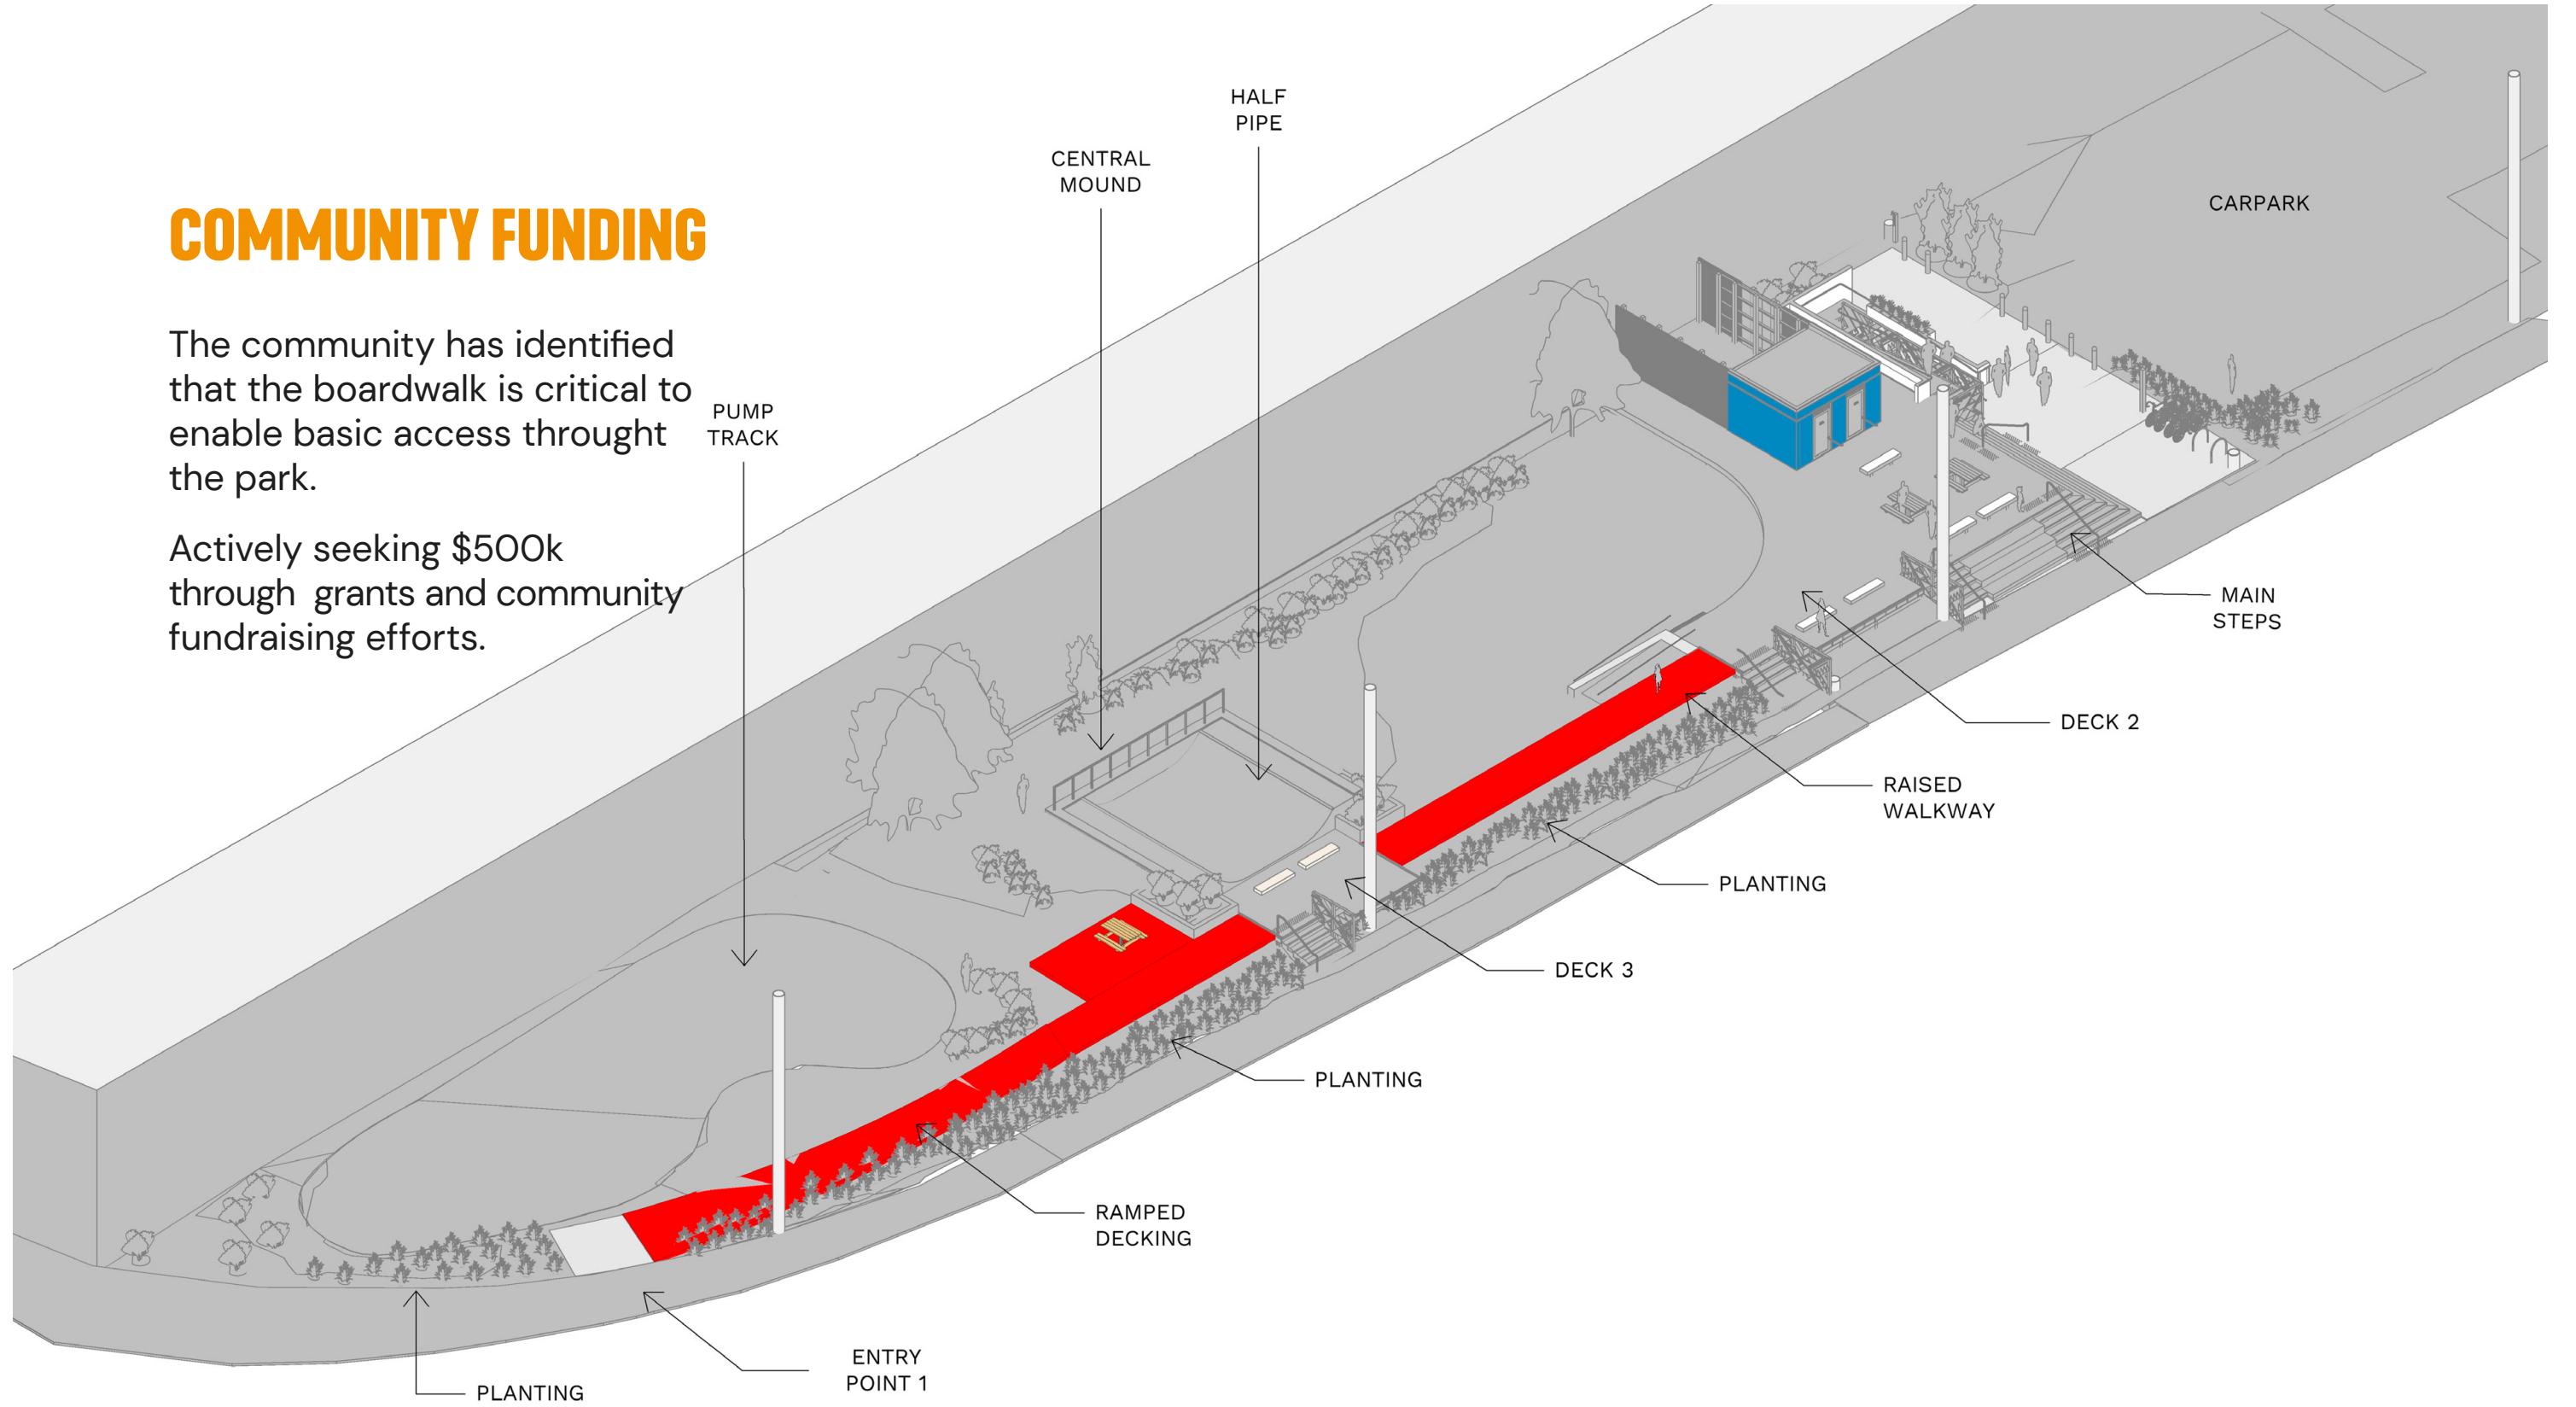 COMMUNITY FUNDING
The community has identified
that the boardwalk is critical to
enable basic access throught
the park.
Actively seeking $500k
through  grants and community
fundraising efforts.
HALF
PIPE
CENTRAL
MOUND
PUMP
TRACK
CARPARK
MAIN
STEPS
DECK 2
RAISED
WALKWAY
PLANTING
DECK 3
PLANTING
RAMPED
DECKING
ENTRY
POINT 1
PLANTING